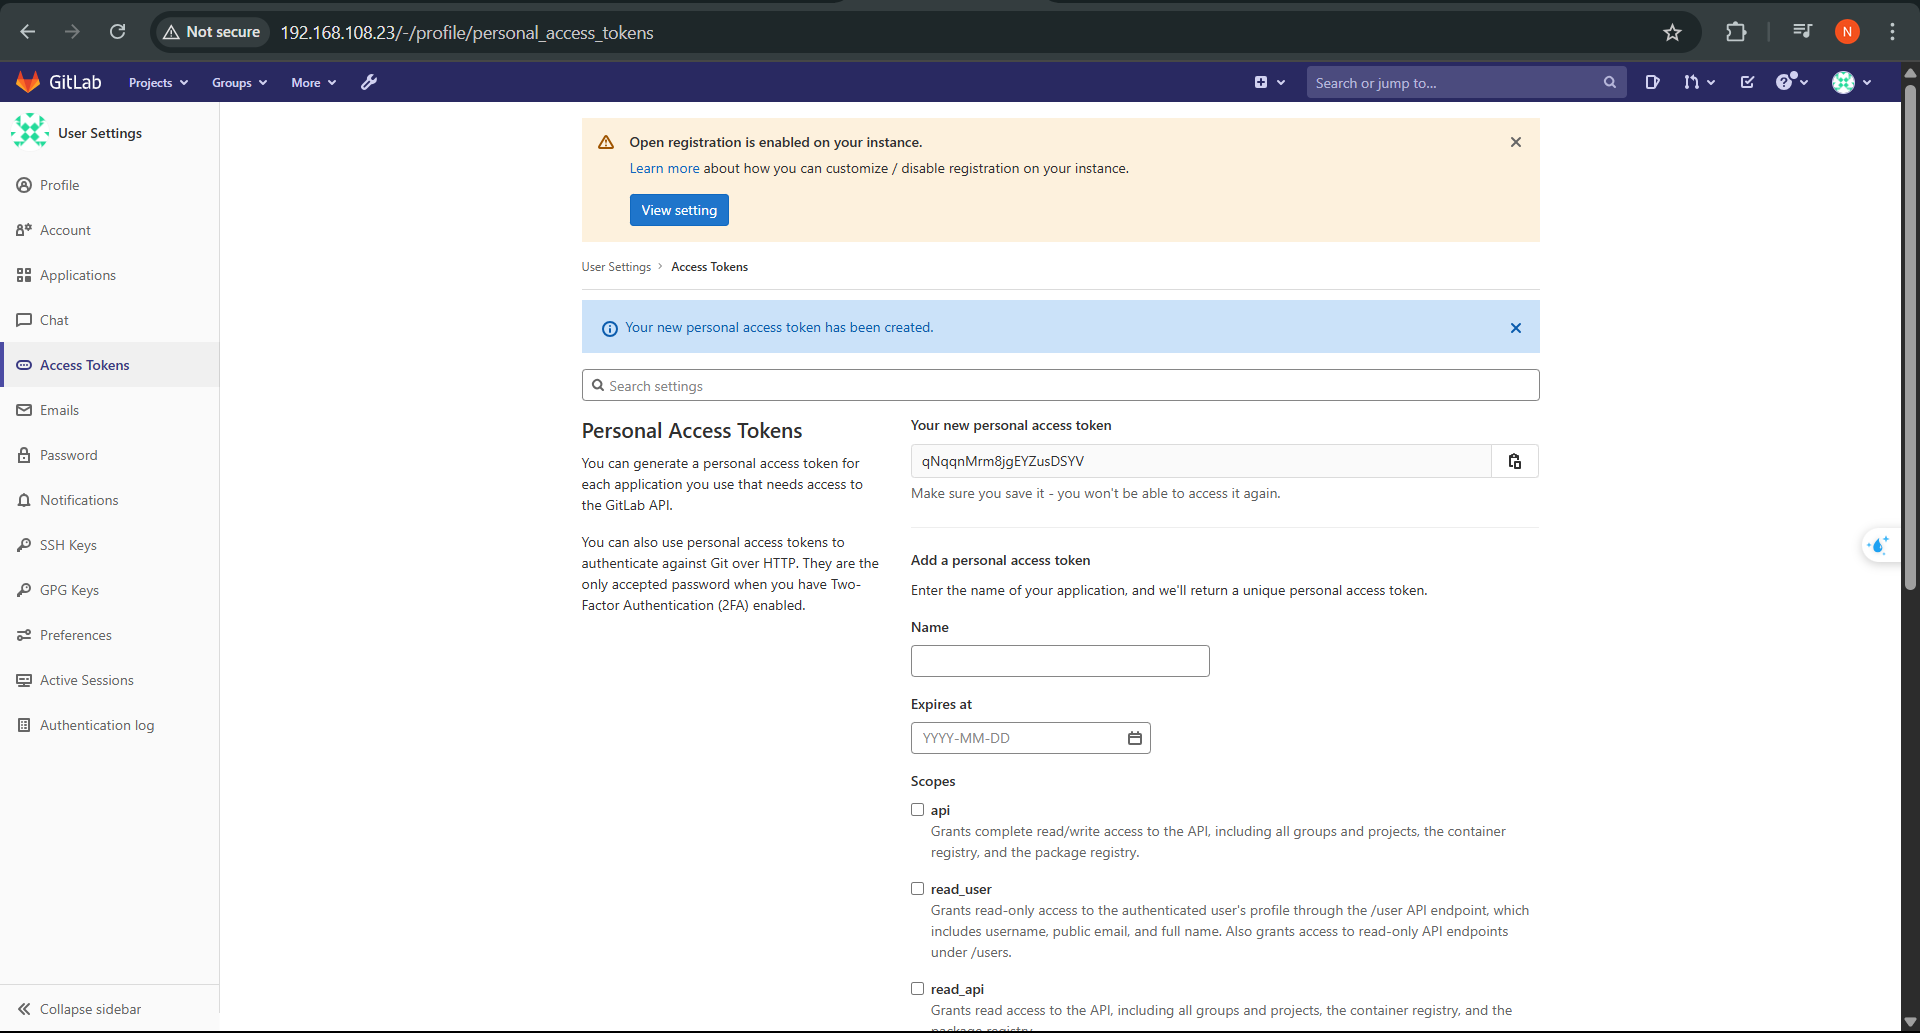 Not secure 192.168.108.23/-/profile/personal_access_tokens
N
GitLab Projects Groups More
Search or jump to...
User Settings
Profile
Account
Applications
Chat
Access Tokens
Emails
Password
Notifications
SSH Keys
GPG Keys
Preferences
Active Sessions
Authentication log
Collapse sidebar
Open registration is enabled on your instance.
Learn more about how you can customize / disable registration on your instance.
View setting
User Settings > Access Tokens
Your new personal access token has been created.
Search settings
Personal Access Tokens
You can generate a personal access token for
each application you use that needs access to
the GitLab API.
You can also use personal access tokens to
authenticate against Git over HTTP. They are the
only accepted password when you have Two-
Factor Authentication (2FA) enabled.
Your new personal access token
qNqqnMrm8jgEYZusDSYV
Make sure you save it - you won't be able to access it again.
Add a personal access token
Enter the name of your application, and we'll return a unique personal access token.
Name
Expires at
YYYY-MM-DD
Scopes
api
Grants complete read/write access to the API, including all groups and projects, the container
registry, and the package registry.
read_user
Grants read-only access to the authenticated user's profile through the /user API endpoint, which
includes username, public email, and full name. Also grants access to read-only API endpoints
under /users.
read_api
Grants read access to the API, including all groups and projects, the container registry, and the
package registry.